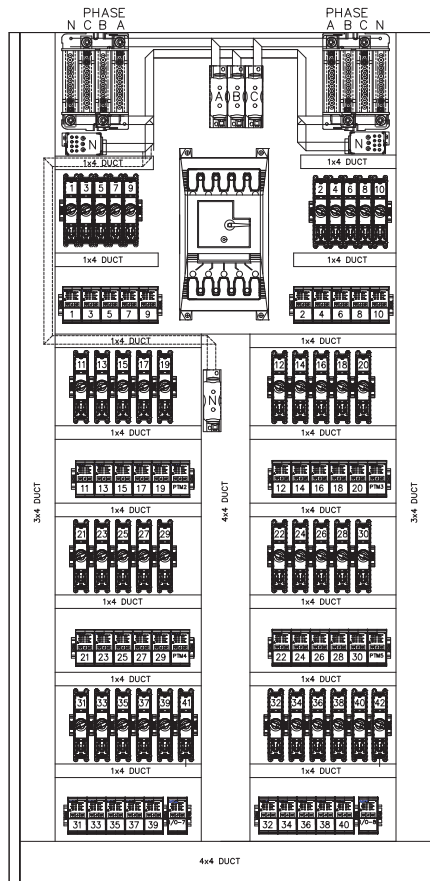 PHASE
N C B A
PHASE
A B C N
A B C
N
N
1x4 DUCT
1x4 DUCT
1 3 5 7 9
2 4 6 8 10
1x4 DUCT
1x4 DUCT
1 3 5 7 9
2 4 6 8 10
1x4 DUCT
1x4 DUCT
11 13 15 17 19
12 14 16 18 20
N
1x4 DUCT
1x4 DUCT
11 13 15 17 19 PTM2
12 14 16 18 20 PTM3
3x4 DUCT
4x4 DUCT
3x4 DUCT
1x4 DUCT
1x4 DUCT
21 23 25 27 29
22 24 26 28 30
1x4 DUCT
1x4 DUCT
21 23 25 27 29 PTM4
22 24 26 28 30 PTM5
1x4 DUCT
1x4 DUCT
31 33 35 37 39 41
32 34 36 38 40 42
1x4 DUCT
1x4 DUCT
31 33 35 37 39 I/O-7
32 34 36 38 40 I/O-8
4x4 DUCT